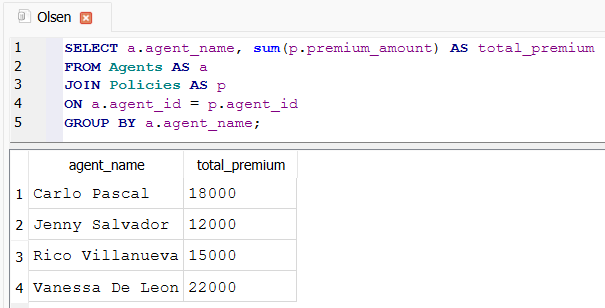 Olsen
1 SELECT a.agent_name, sum(p.premium_amount) AS total_premium
2 FROM Agents AS a
3 JOIN Policies AS p
4 ON a.agent_id = p.agent_id
5 GROUP BY a.agent_name;
agent_name total_premium
1 Carlo Pascal 18000
2 Jenny Salvador 12000
3 Rico Villanueva 15000
4 Vanessa De Leon 22000